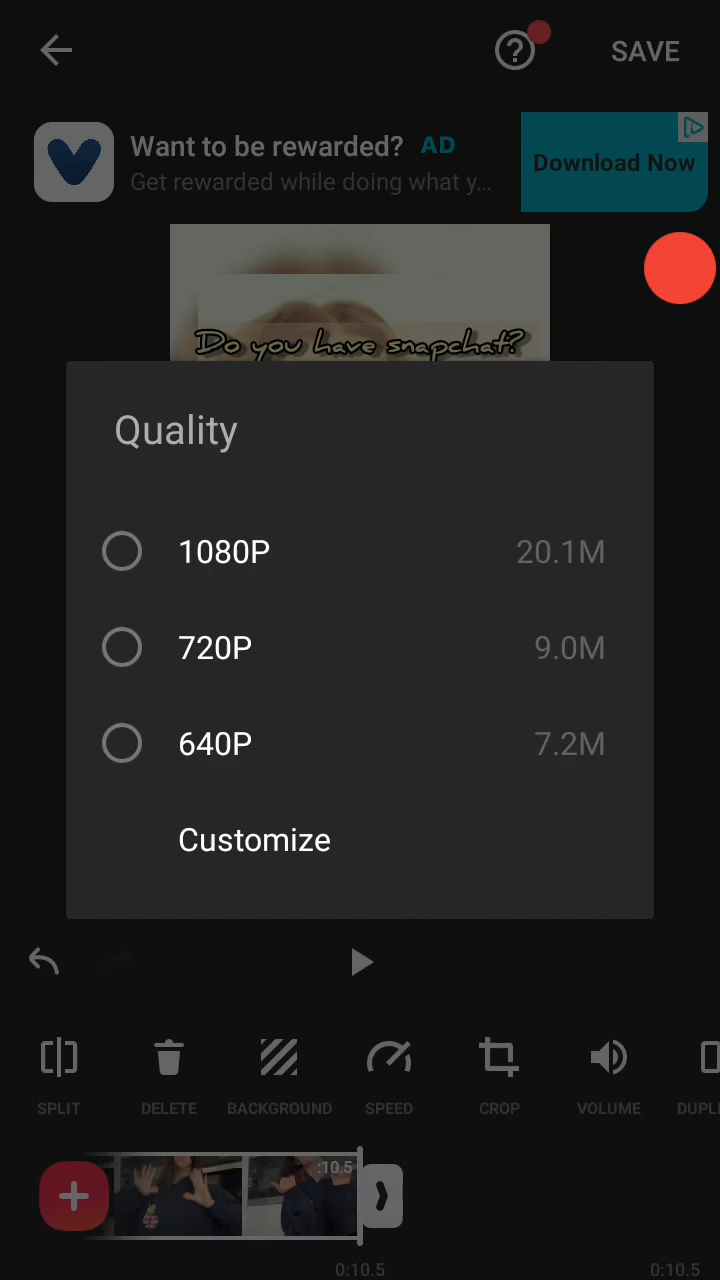 SAVE
Want to be rewarded? AD
Get rewarded while doing what y...
Download Now
Do you have snapchat?
Quality
1080P 20.1M
720P 9.0M
640P 7.2M
Customize
SPLIT DELETE BACKGROUND SPEED CROP VOLUME DUPL
:10.5
0:10.5 0:10.5